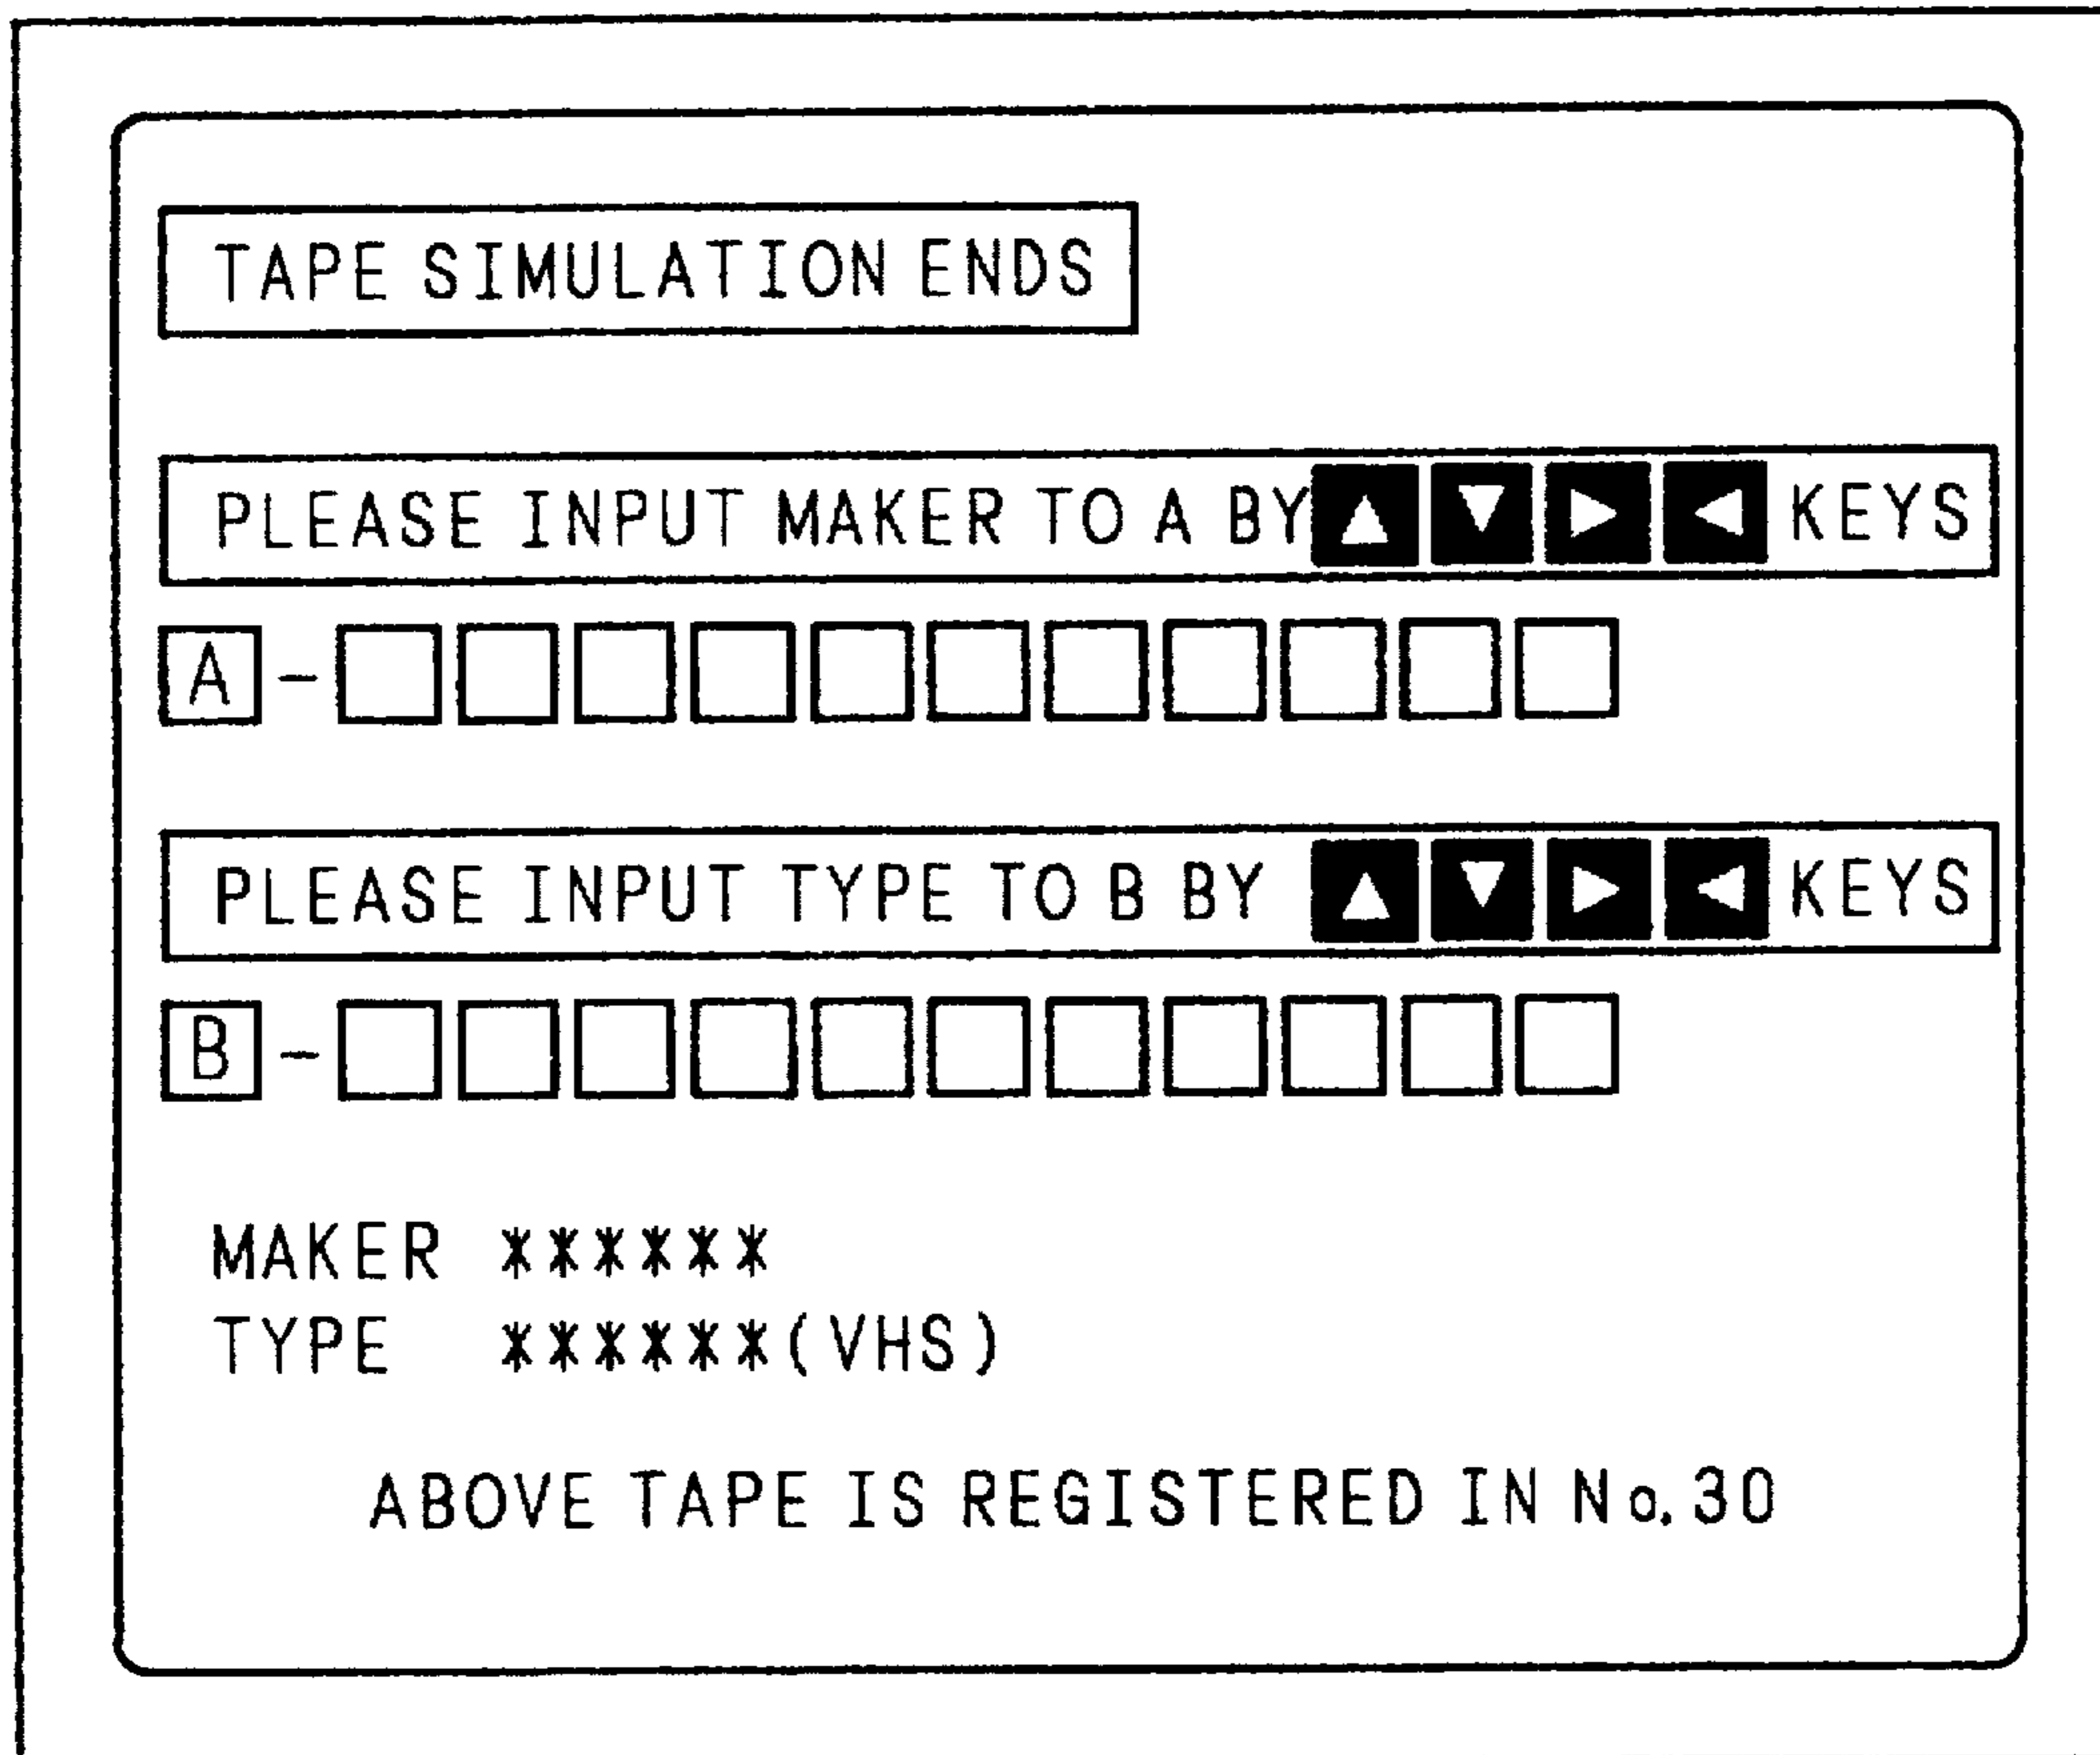 TAPE SIMULATION ENDS
PLEASE INPUT MAKER TO A BY ▲ ▼ ▶ ◀ KEYS
A -
PLEASE INPUT TYPE TO B BY ▲ ▼ ▶ ◀ KEYS
B -
MAKER ******
TYPE ******(VHS)
ABOVE TAPE IS REGISTERED IN No.30